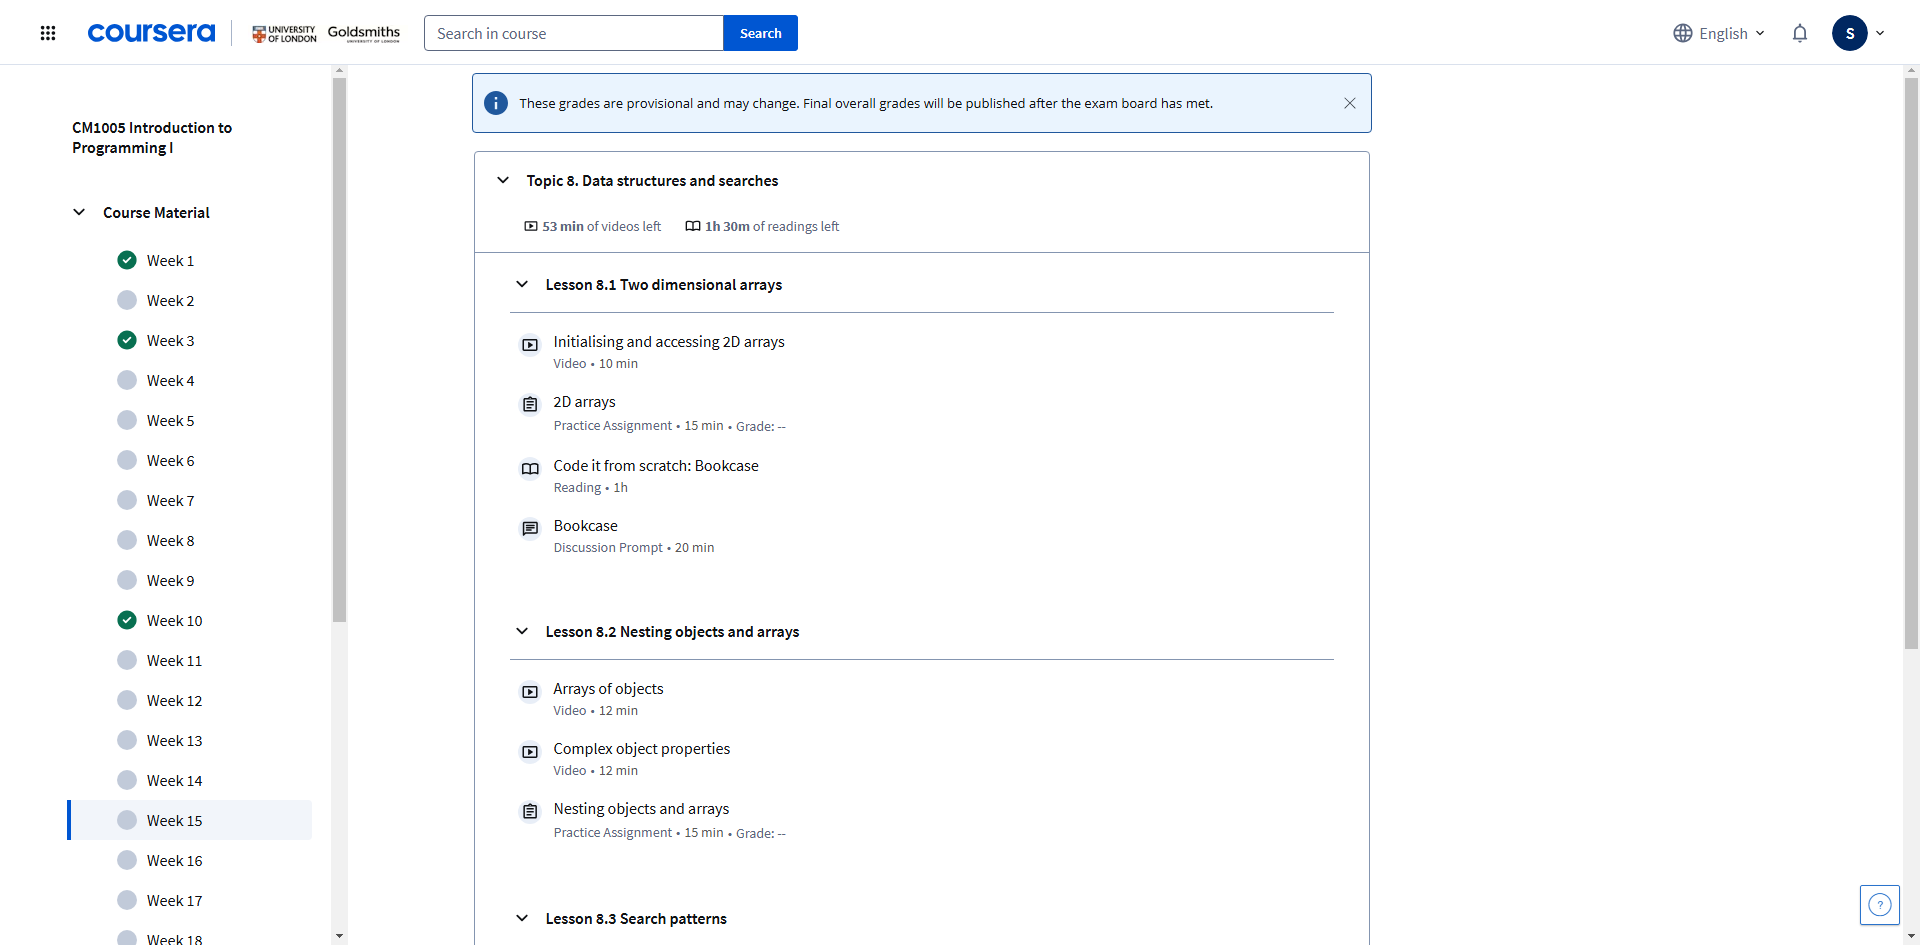 coursera
UNIVERSITY OF LONDON
Goldsmiths
UNIVERSITY OF LONDON
Search in course
Search
English
S
CM1005 Introduction to
Programming I
Course Material
Week 1
Week 2
Week 3
Week 4
Week 5
Week 6
Week 7
Week 8
Week 9
Week 10
Week 11
Week 12
Week 13
Week 14
Week 15
Week 16
Week 17
Week 18
These grades are provisional and may change. Final overall grades will be published after the exam board has met.
Topic 8. Data structures and searches
53 min of videos left
1h 30m of readings left
Lesson 8.1 Two dimensional arrays
Initialising and accessing 2D arrays
Video • 10 min
2D arrays
Practice Assignment • 15 min • Grade: --
Code it from scratch: Bookcase
Reading • 1h
Bookcase
Discussion Prompt • 20 min
Lesson 8.2 Nesting objects and arrays
Arrays of objects
Video • 12 min
Complex object properties
Video • 12 min
Nesting objects and arrays
Practice Assignment • 15 min • Grade: --
Lesson 8.3 Search patterns
?